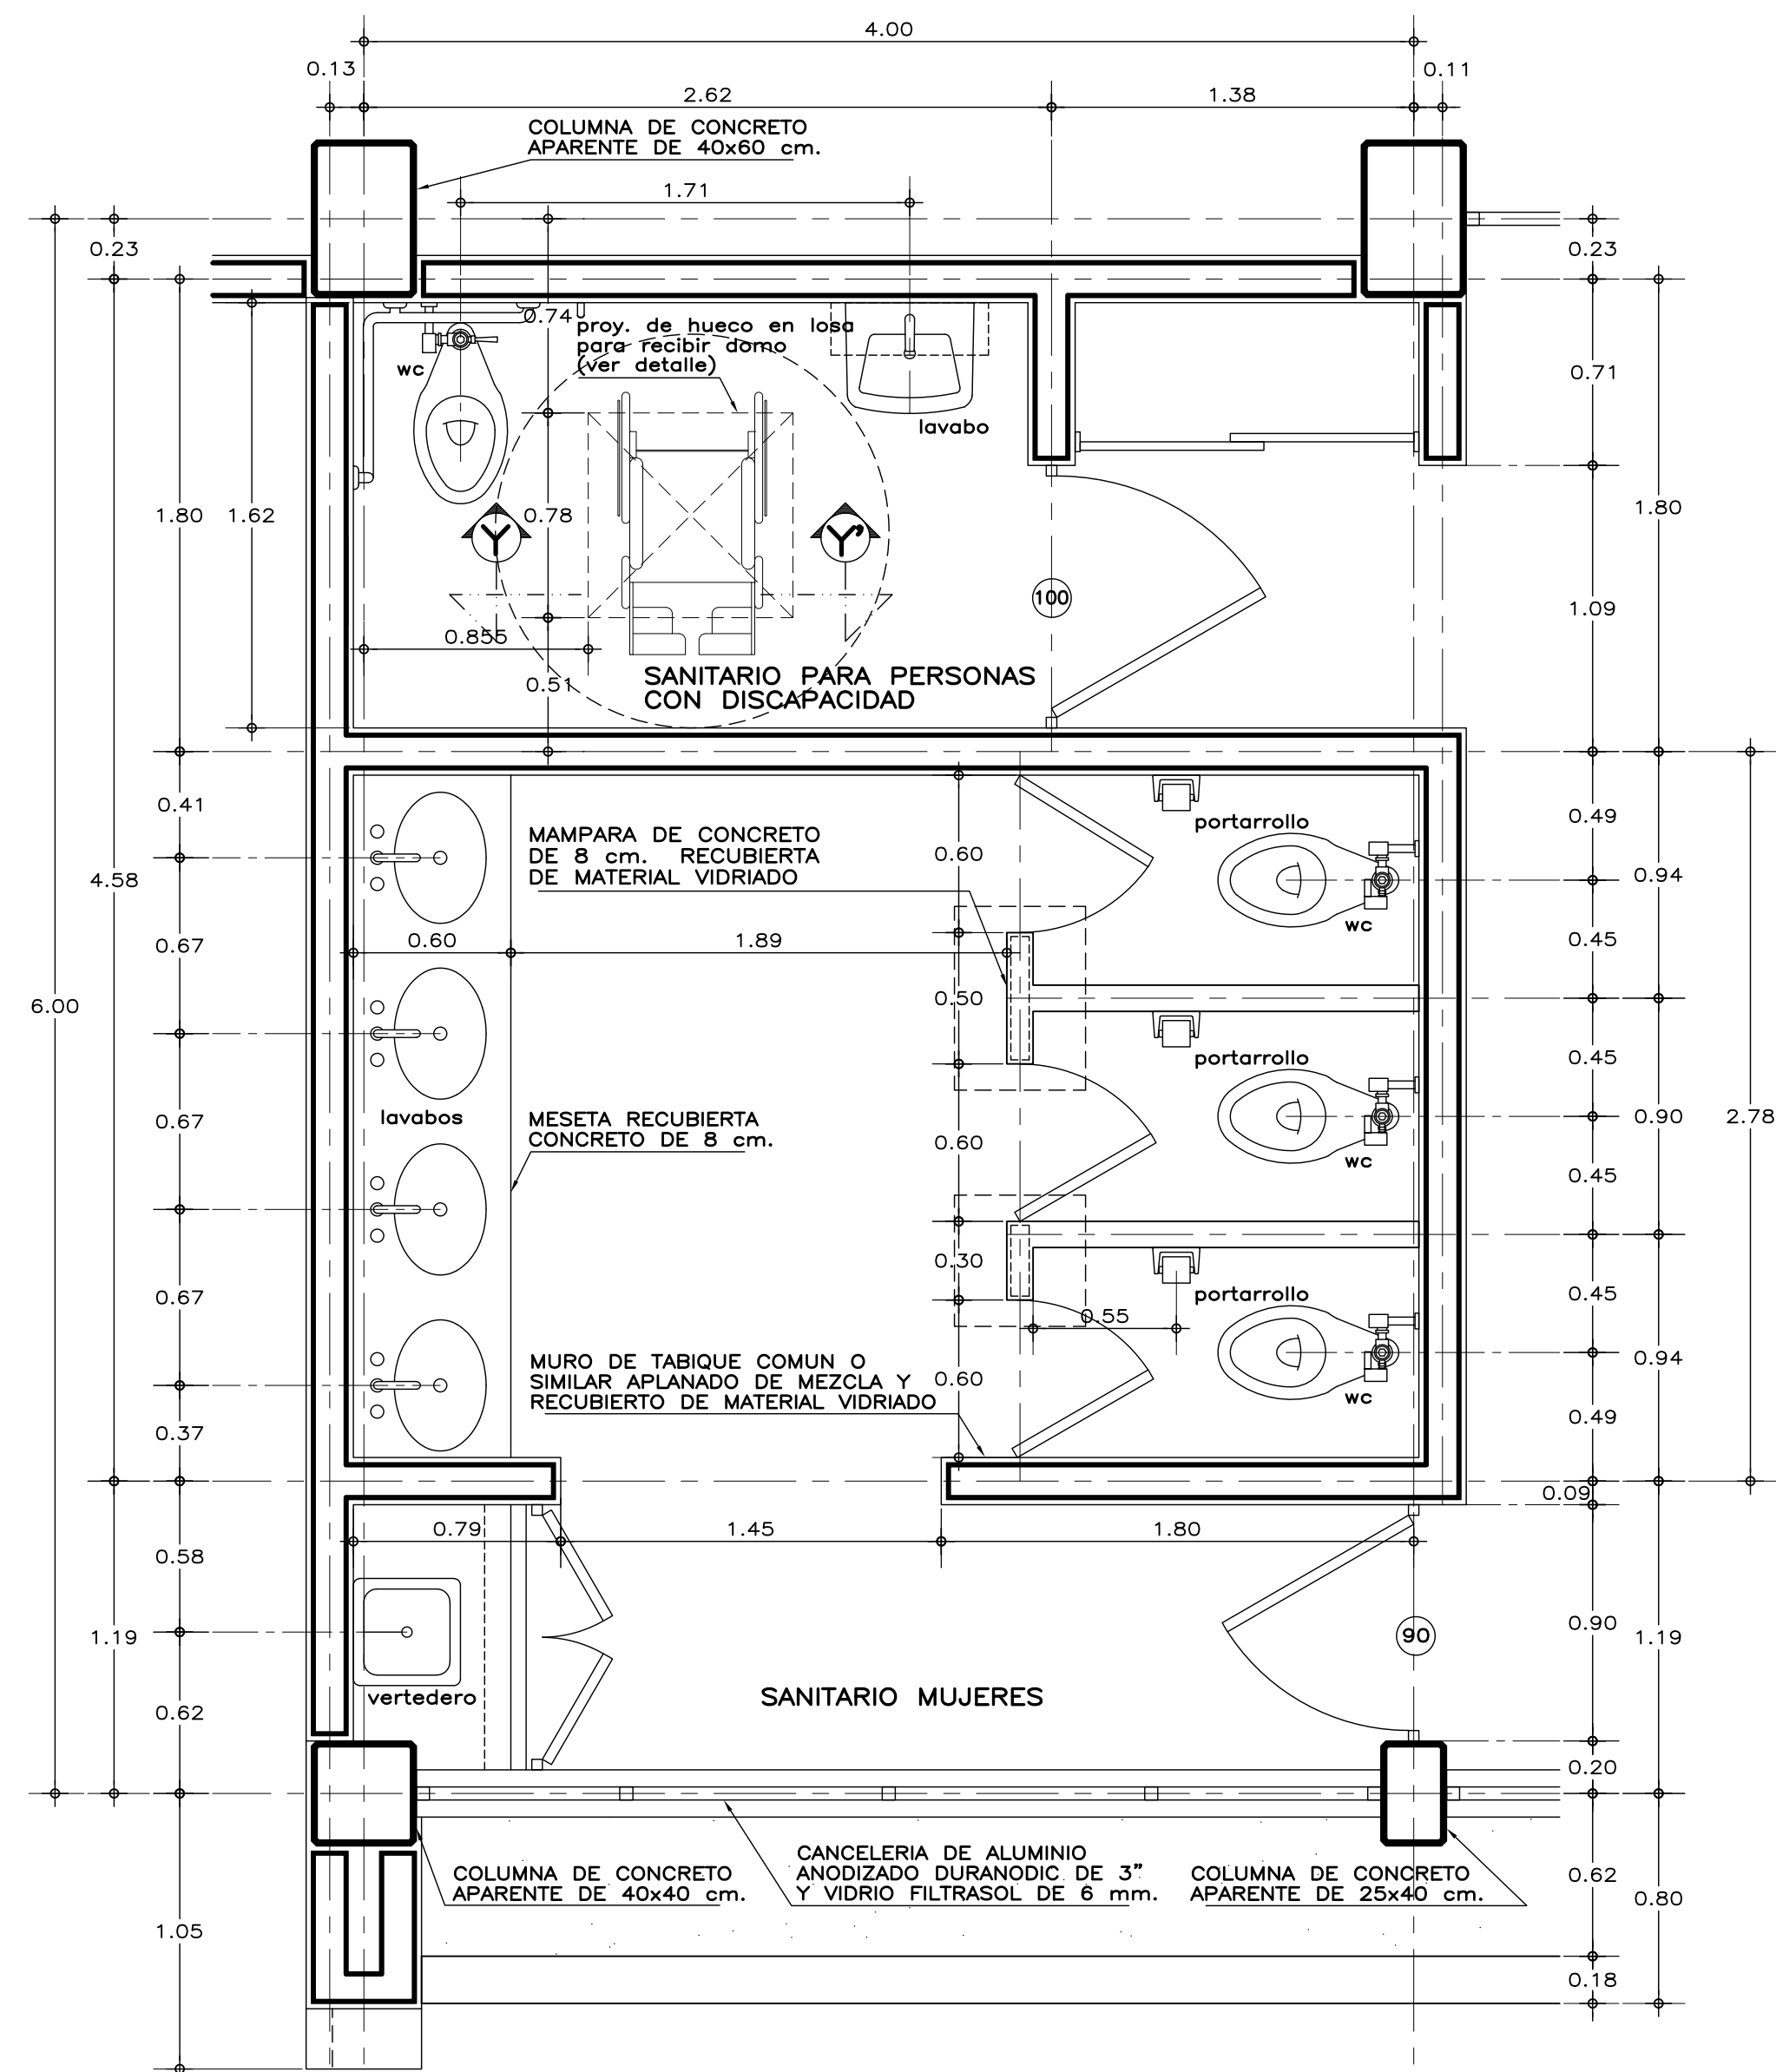 4.00
0.13
0.11
2.62
1.38
COLUMNA DE CONCRETO
APARENTE DE 40x60 cm.
1.71
0.23
0.23
0.74
proy. de hueco en losa
para recibir domo
(ver detalle)
wc
lavabo
0.71
1.80
1.62
0.78
Y
Y'
1.80
100
1.09
0.855
0.51
SANITARIO PARA PERSONAS
CON DISCAPACIDAD
0.41
0.49
MAMPARA DE CONCRETO
DE 8 cm. RECUBIERTA
DE MATERIAL VIDRIADO
0.60
portarrollo
4.58
0.94
wc
0.67
0.60
1.89
0.45
6.00
0.50
portarrollo
0.45
lavabos
MESETA RECUBIERTA
CONCRETO DE 8 cm.
0.67
0.60
0.90
2.78
wc
0.45
0.30
0.67
portarrollo
0.45
0.55
MURO DE TABIQUE COMUN O
SIMILAR APLANADO DE MEZCLA Y
RECUBIERTO DE MATERIAL VIDRIADO
0.60
0.94
wc
0.37
0.49
0.09
0.79
1.45
1.80
0.58
90
0.90
1.19
1.19
vertedero
SANITARIO MUJERES
0.62
0.20
COLUMNA DE CONCRETO
APARENTE DE 40x40 cm.
CANCELERIA DE ALUMINIO
ANODIZADO DURANODIC DE 3"
Y VIDRIO FILTRASOL DE 6 mm.
COLUMNA DE CONCRETO
APARENTE DE 25x40 cm.
0.62
0.80
1.05
0.18